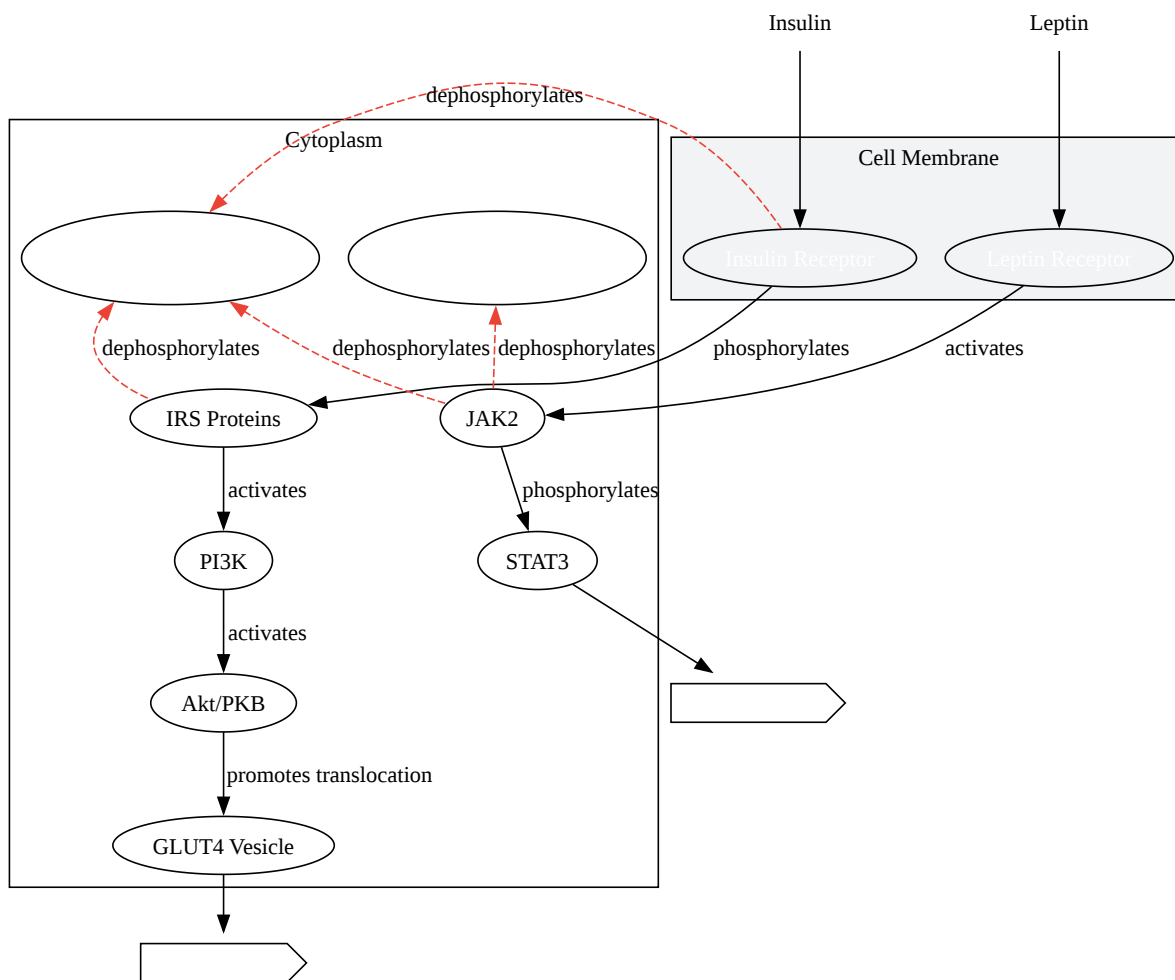 Insulin
Leptin
dephosphorylates
Cytoplasm
Cell Membrane
Insulin Receptor
Leptin Receptor
dephosphorylates
dephosphorylates
dephosphorylates
phosphorylates
activates
IRS Proteins
JAK2
activates
phosphorylates
PI3K
STAT3
activates
Akt/PKB
promotes translocation
GLUT4 Vesicle